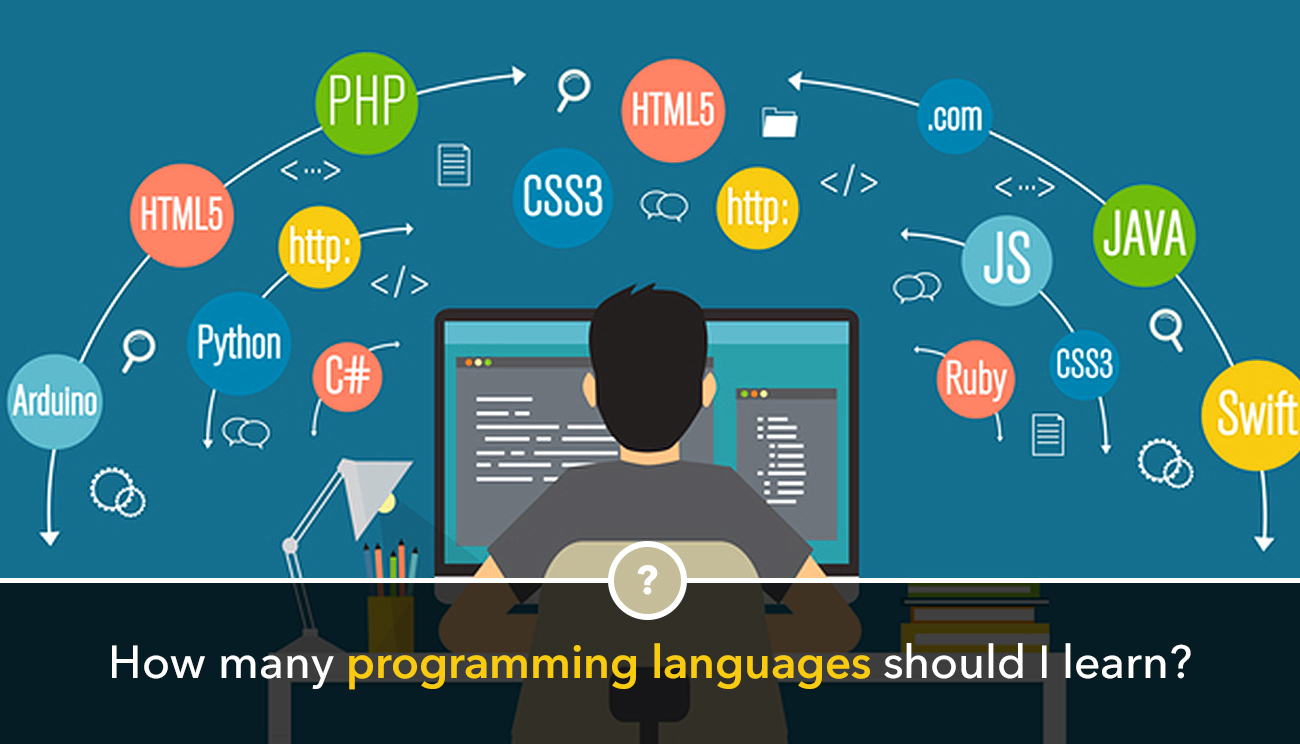 PHP
HTML5
.com
HTML5
CSS3
http:
http:
JS
JAVA
Python
C#
Arduino
Ruby
CSS3
Swift
?
How many programming languages should I learn?